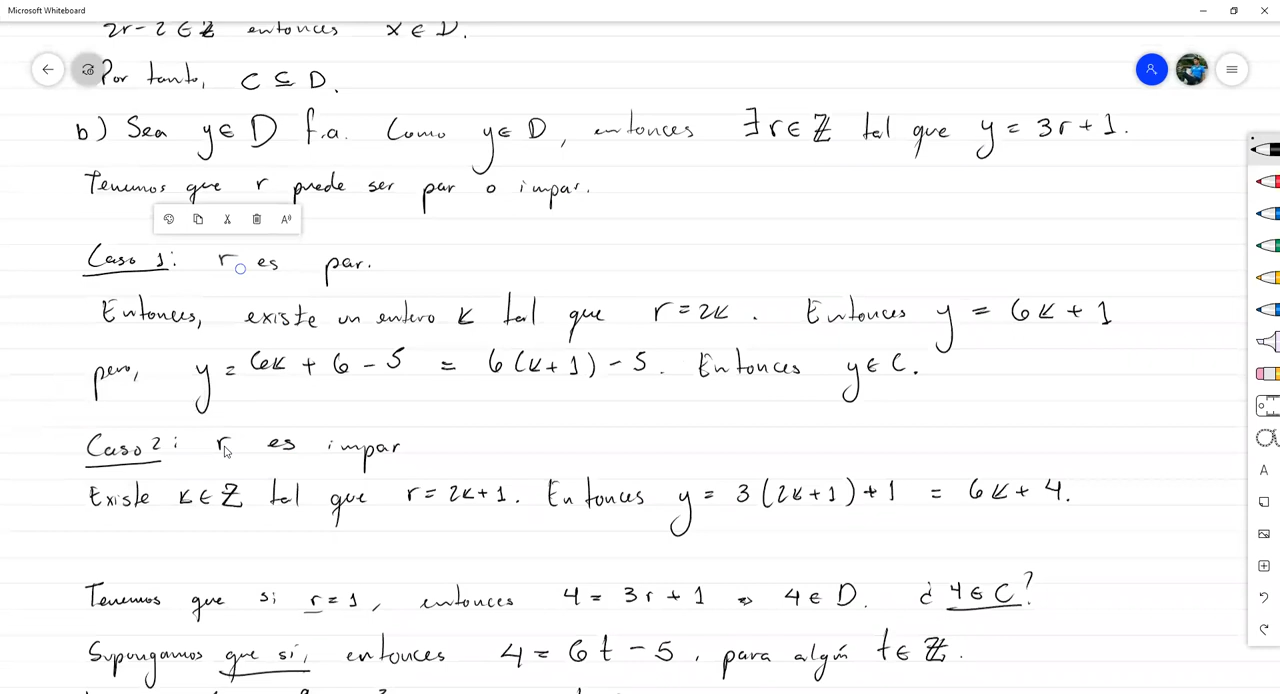 Microsoft Whiteboard
2r-2 ∈ ℤ entonces x ∈ D.
Por tanto, C ⊆ D.
b) Sea y ∈ D f.a. Como y ∈ D, entonces ∃ r ∈ ℤ tal que y = 3r + 1.
Tenemos que r puede ser par o impar.
Caso 1: r es par.
Entonces, existe un entero k tal que r = 2k. Entonces y = 6k + 1
pero, y = 6k + 6 - 5 = 6(k+1) - 5. Entonces y ∈ C.
Caso 2: r es impar
Existe k ∈ ℤ tal que r = 2k+1. Entonces y = 3(2k+1)+1 = 6k + 4.
Tenemos que si r=1, entonces 4 = 3r + 1 ⇒ 4 ∈ D. ¿4 ∈ C?
Supongamos que si, entonces 4 = 6t - 5, para algún t ∈ ℤ.